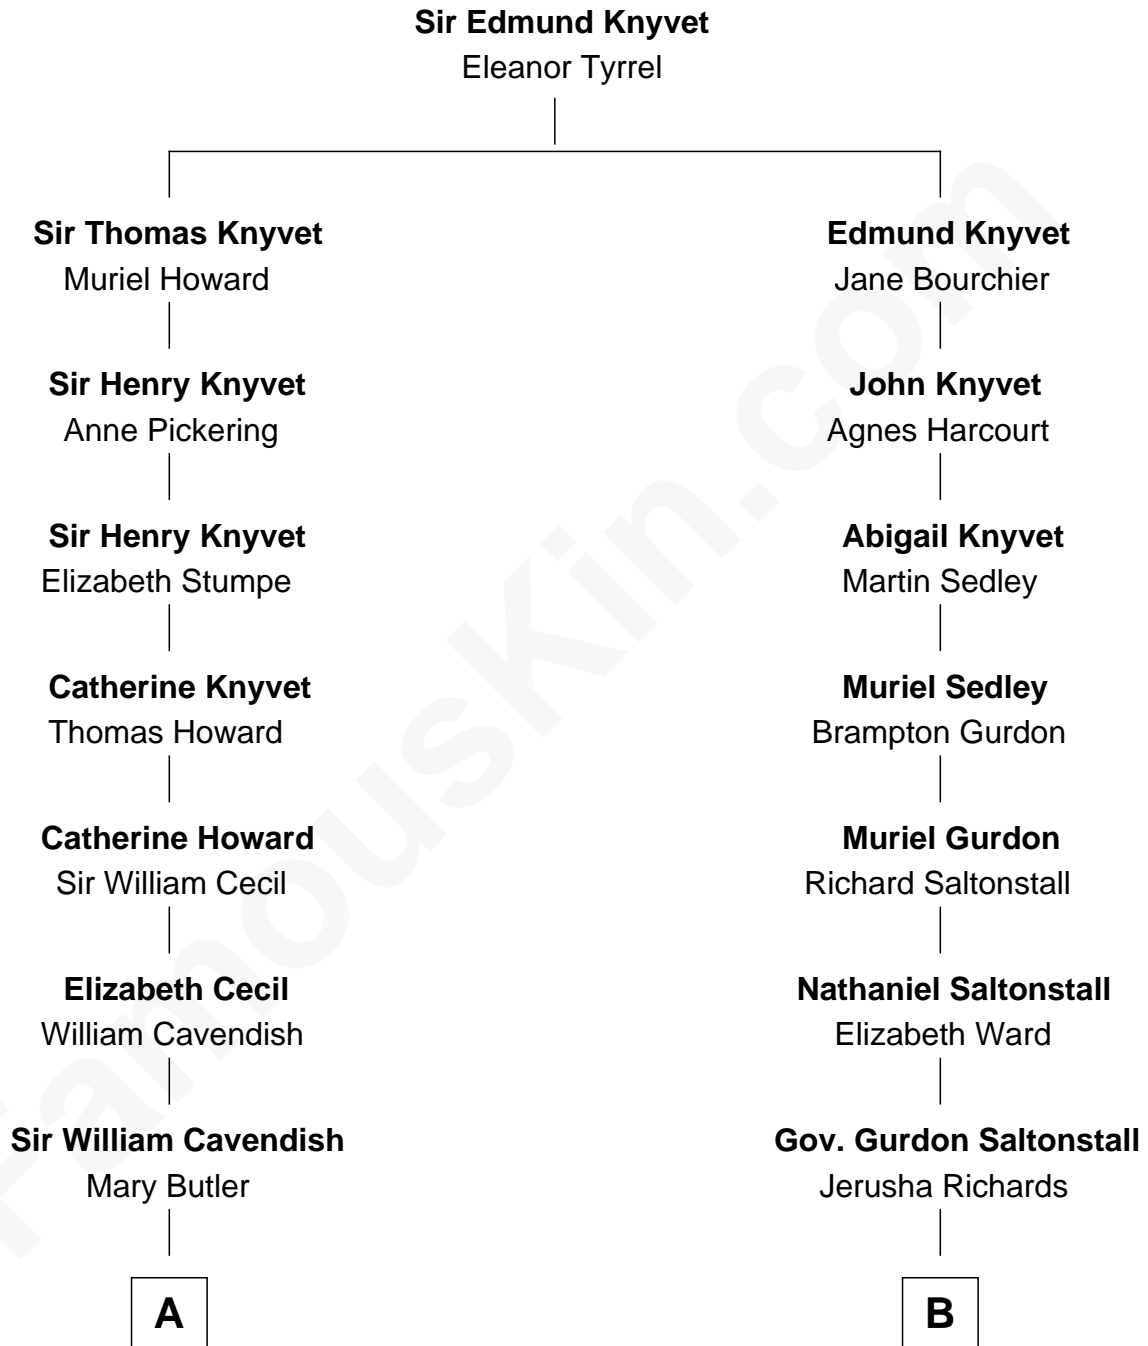 Sir Edmund Knyvet
Eleanor Tyrrel
Sir Thomas Knyvet
Muriel Howard
Edmund Knyvet
Jane Bourchier
Sir Henry Knyvet
Anne Pickering
John Knyvet
Agnes Harcourt
Sir Henry Knyvet
Elizabeth Stumpe
Abigail Knyvet
Martin Sedley
Catherine Knyvet
Thomas Howard
Muriel Sedley
Brampton Gurdon
Catherine Howard
Sir William Cecil
Muriel Gurdon
Richard Saltonstall
Elizabeth Cecil
William Cavendish
Nathaniel Saltonstall
Elizabeth Ward
Sir William Cavendish
Mary Butler
Gov. Gurdon Saltonstall
Jerusha Richards
A
B
FamousKin.com